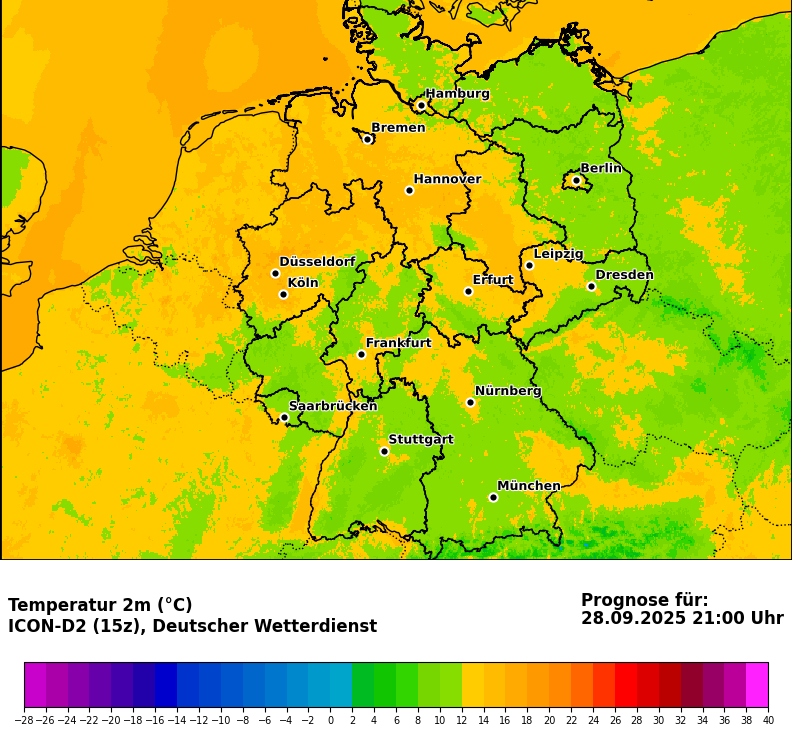 Hamburg
Bremen
Berlin
Hannover
Leipzig
Düsseldorf
Dresden
Erfurt
Köln
Frankfurt
Nürnberg
Saarbrücken
Stuttgart
München
Temperatur 2m (°C)
ICON-D2 (15z), Deutscher Wetterdienst
Prognose für:
28.09.2025 21:00 Uhr
−28 −26 −24 −22 −20 −18 −16 −14 −12 −10 −8 −6 −4 −2 0 2 4 6 8 10 12 14 16 18 20 22 24 26 28 30 32 34 36 38 40